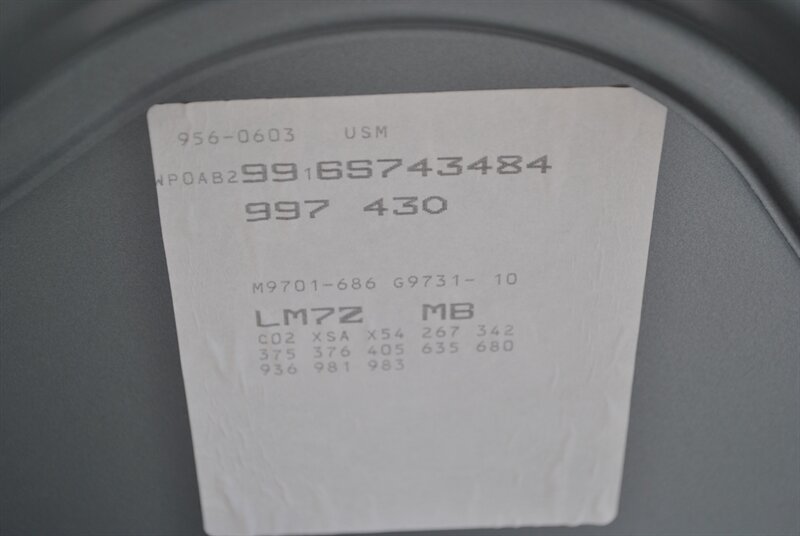 956-0603 USM
WP0AB29916S743484
997 430
M9701-686 G9731- 10
LM7Z MB
C02 XSA X54 267 342
375 376 405 635 680
936 981 983